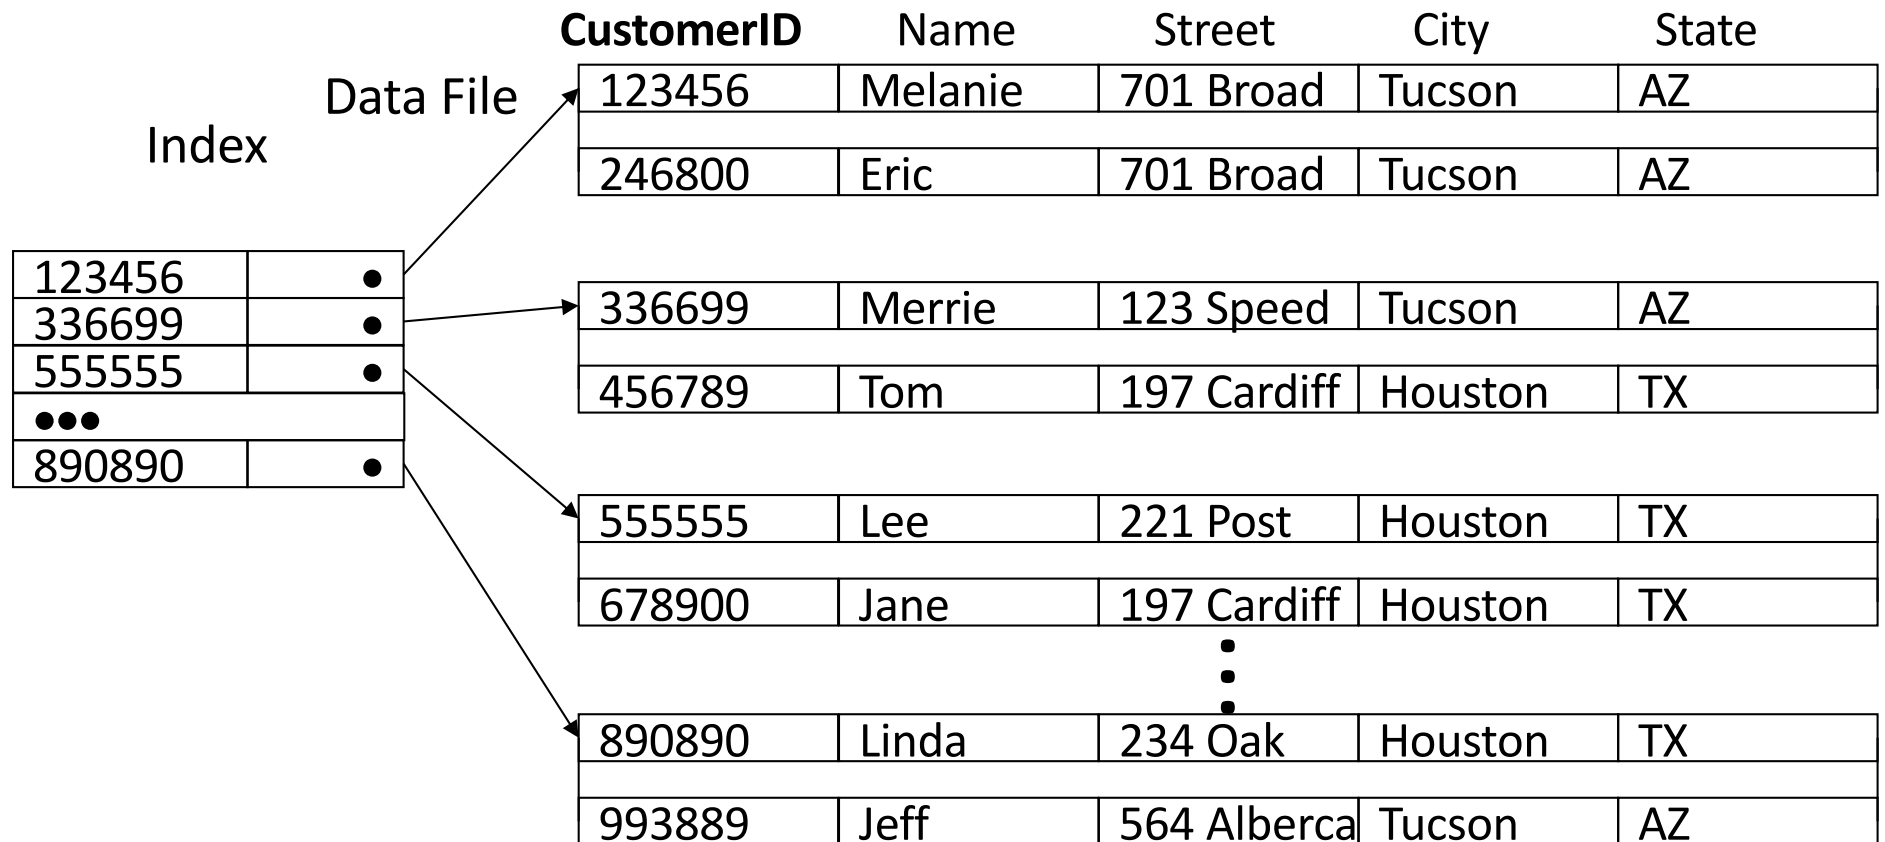 CustomerID Name Street City State
Data File
Index
123456 Melanie 701 Broad Tucson AZ
246800 Eric 701 Broad Tucson AZ
123456 •
336699 •
555555 •
•••
890890 •
336699 Merrie 123 Speed Tucson AZ
456789 Tom 197 Cardiff Houston TX
555555 Lee 221 Post Houston TX
678900 Jane 197 Cardiff Houston TX
890890 Linda 234 Oak Houston TX
993889 Jeff 564 Alberca Tucson AZ